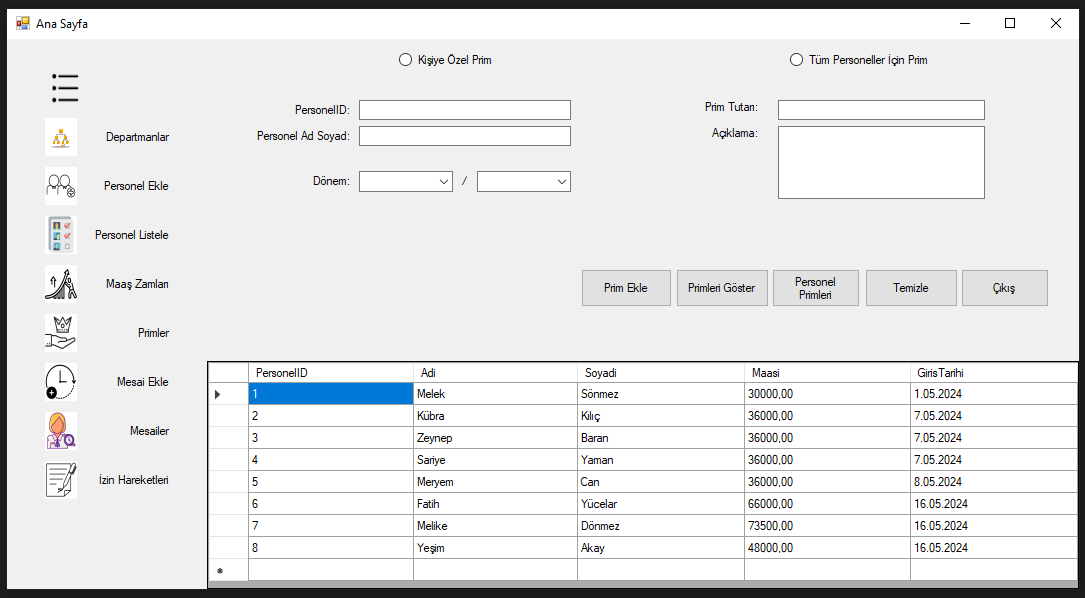 Ana Sayfa
Kişiye Özel Prim
Tüm Personeller İçin Prim
PersonelID:
Personel Ad Soyad:
Dönem:
/
Prim Tutarı:
Açıklama:
Departmanlar
Personel Ekle
Personel Listele
Maaş Zamları
Primler
Mesai Ekle
Mesailer
İzin Hareketleri
Prim Ekle
Primleri Göster
Personel
Primleri
Temizle
Çıkış
PersonelID Adi Soyadi Maasi GirisTarihi
1 Melek Sönmez 30000,00 1.05.2024
2 Kübra Kılıç 36000,00 7.05.2024
3 Zeynep Baran 36000,00 7.05.2024
4 Sariye Yaman 36000,00 7.05.2024
5 Meryem Can 36000,00 8.05.2024
6 Fatih Yücelar 66000,00 16.05.2024
7 Melike Dönmez 73500,00 16.05.2024
8 Yeşim Akay 48000,00 16.05.2024